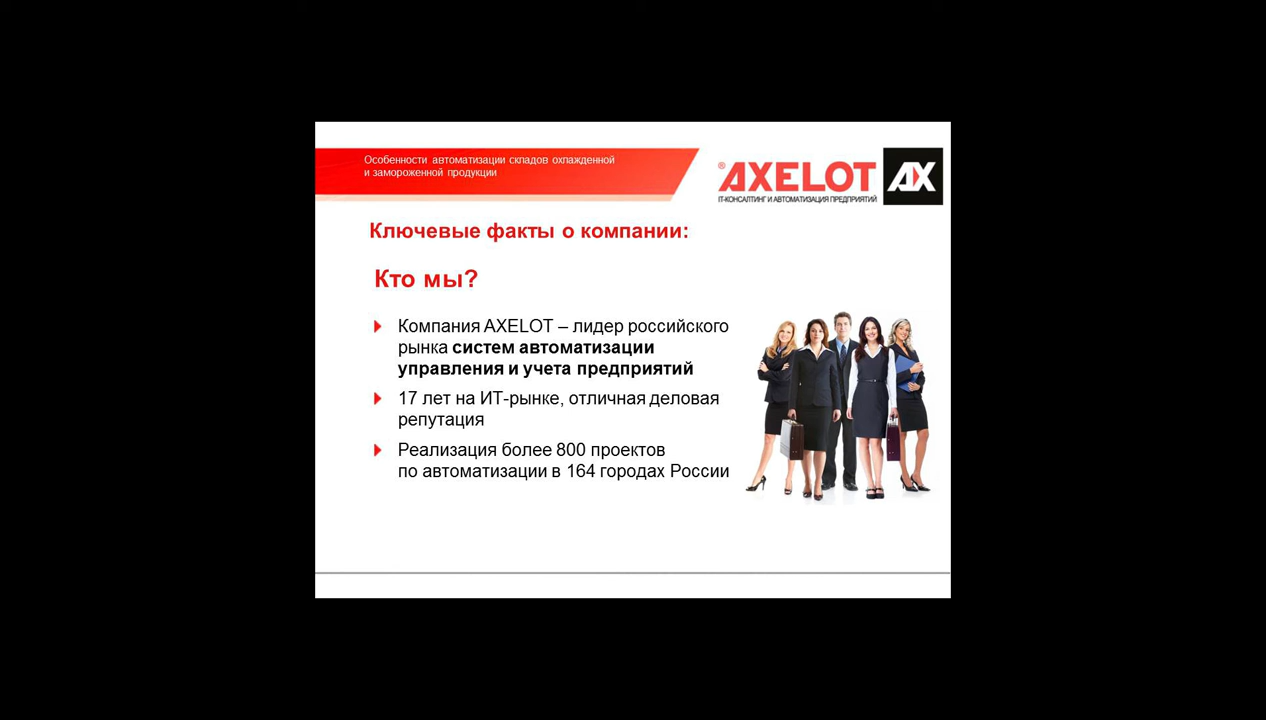 Особенности автоматизации складов охлажденной
и замороженной продукции
® AXELOT AX
IT-КОНСАЛТИНГ И АВТОМАТИЗАЦИЯ ПРЕДПРИЯТИЙ
Ключевые факты о компании:
Кто мы?
Компания AXELOT – лидер российского
рынка систем автоматизации
управления и учета предприятий
17 лет на ИТ-рынке, отличная деловая
репутация
Реализация более 800 проектов
по автоматизации в 164 городах России